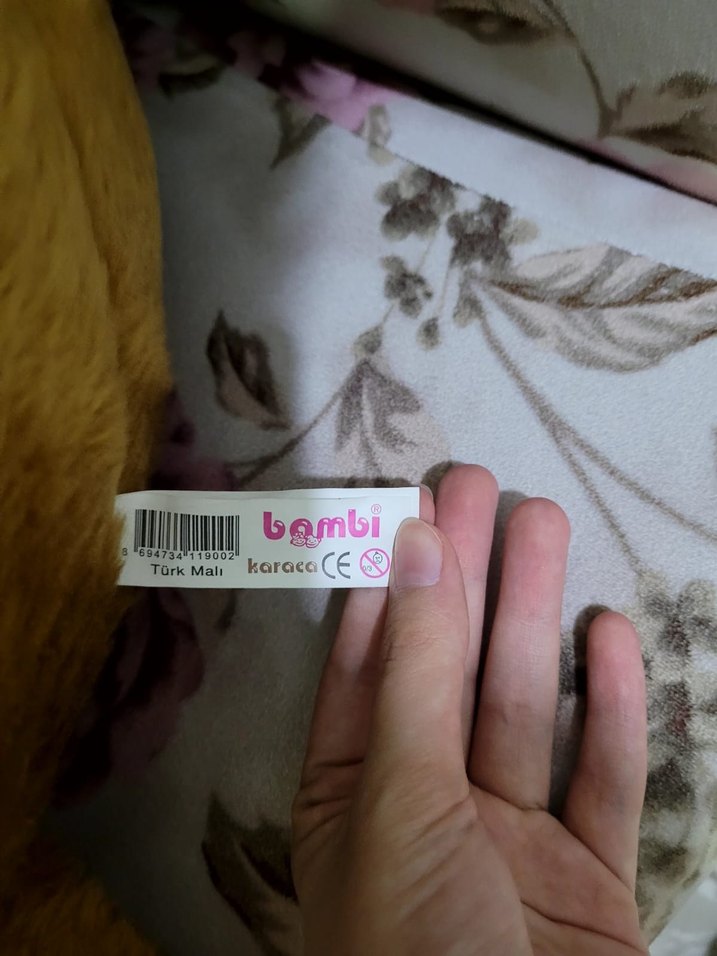 bambi®
8 694734 119002
Türk Malı
karaca CE 0/3